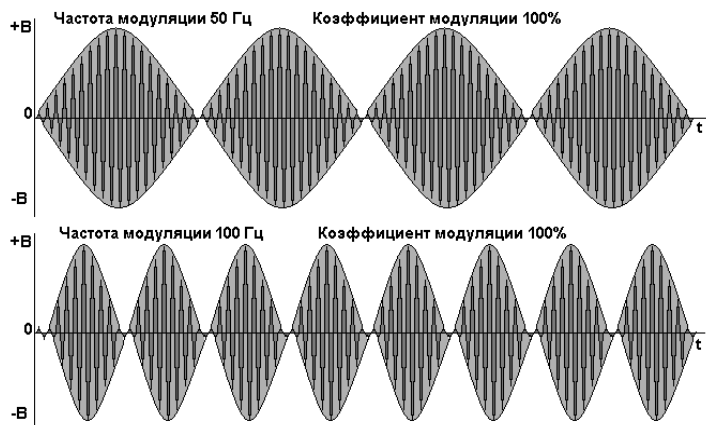 Частота модуляции 50 Гц Коэффициент модуляции 100%
+B
0
t
-B
Частота модуляции 100 Гц Коэффициент модуляции 100%
+B
0
t
-B